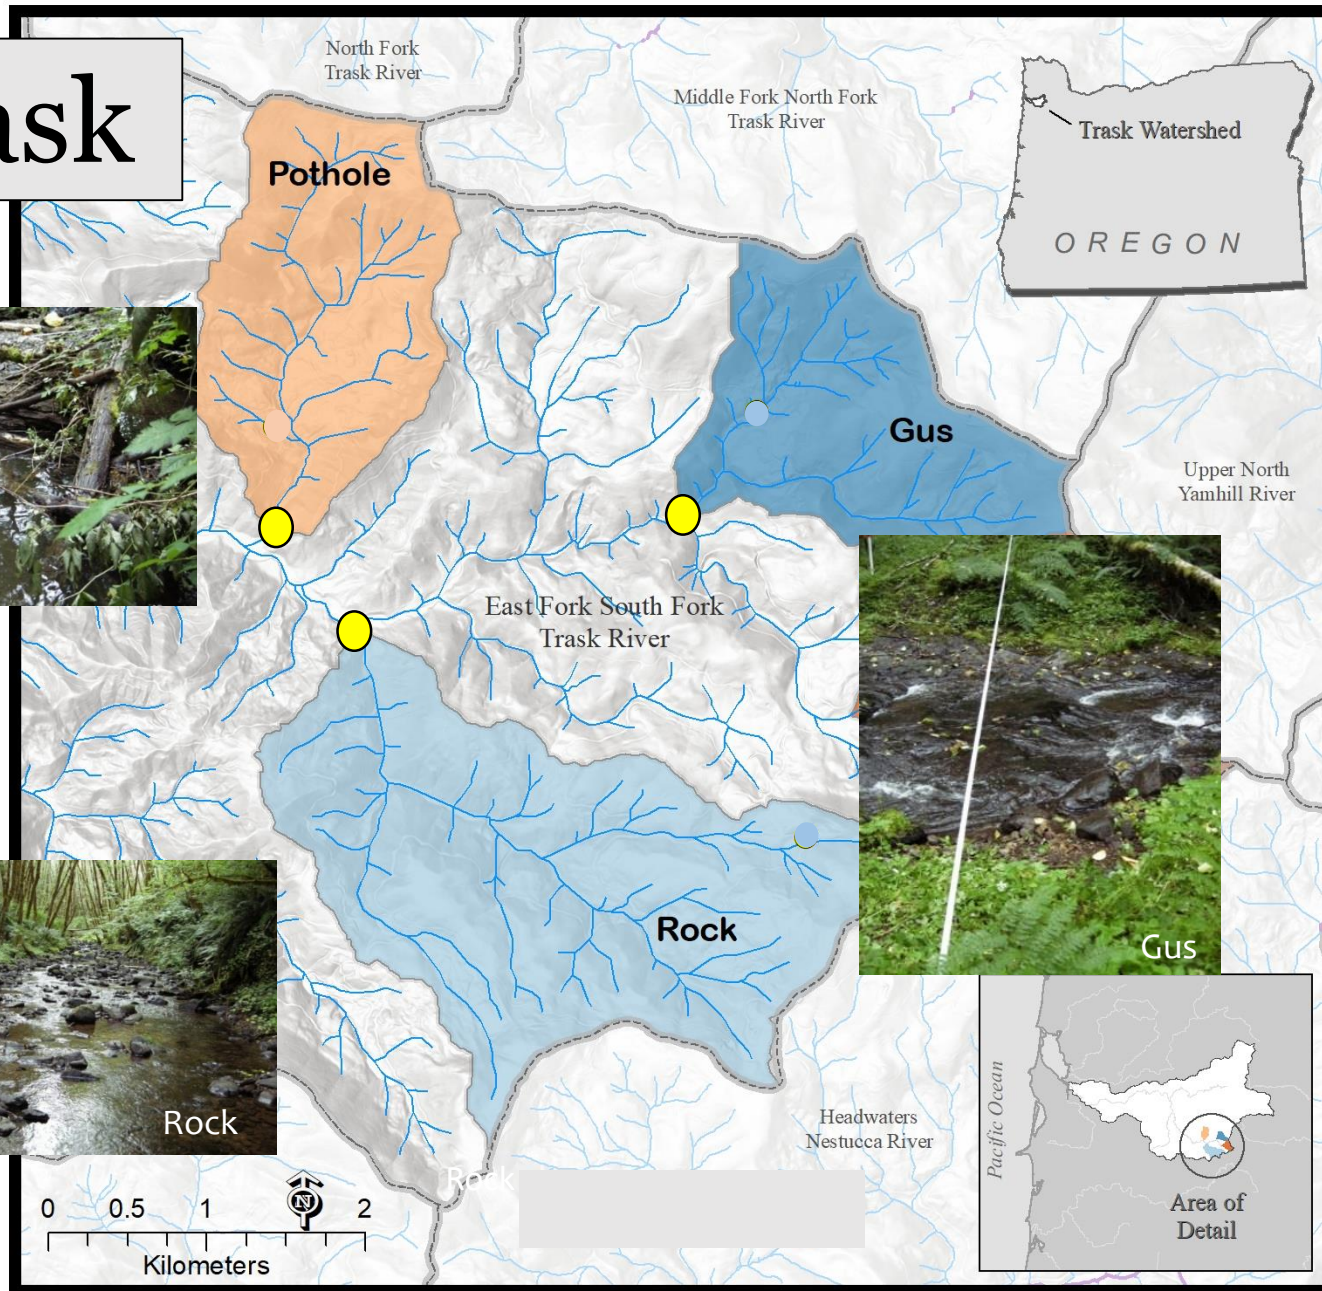 ask
North Fork
Trask River
Middle Fork North Fork
Trask River
Trask Watershed
OREGON
Pothole
Gus
Upper North
Yamhill River
East Fork South Fork
Trask River
Rock
Gus
Rock
Headwaters
Nestucca River
Rock
Pacific Ocean
Area of
Detail
0 0.5 1 N 2
Kilometers